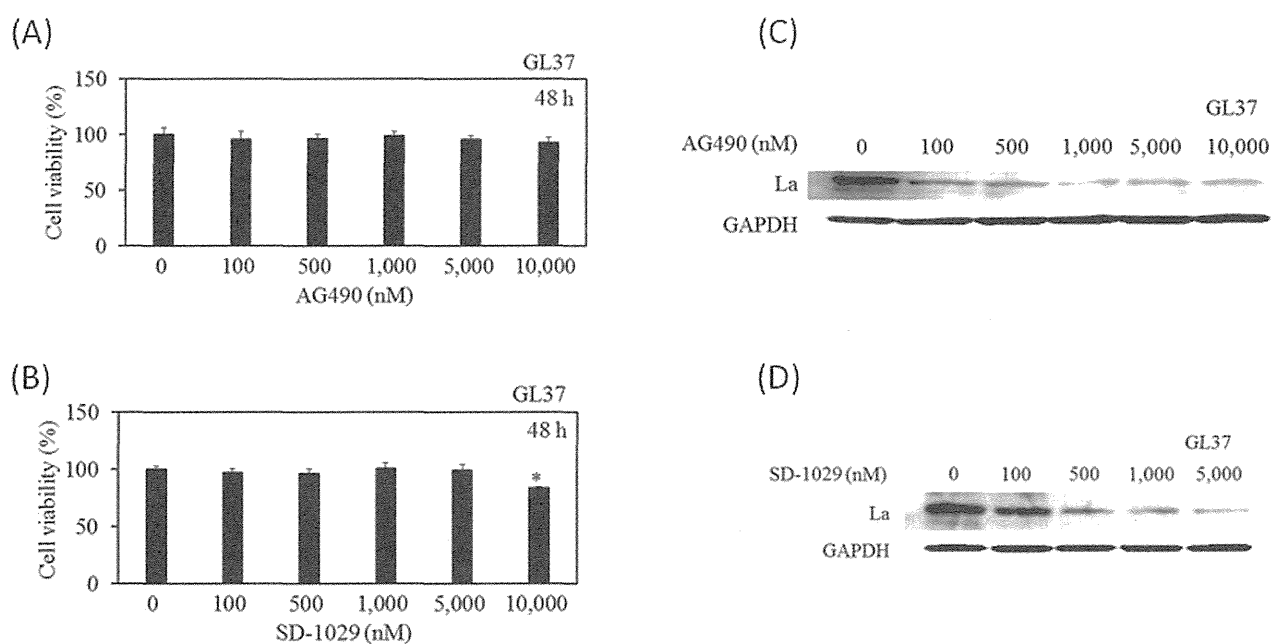 (A)
GL37
48 h
Cell viability (%)
150
100
50
0
0 100 500 1,000 5,000 10,000
AG490 (nM)
(B)
GL37
48 h
Cell viability (%)
150
100
50
0
*
0 100 500 1,000 5,000 10,000
SD-1029 (nM)
(C)
GL37
AG490 (nM) 0 100 500 1,000 5,000 10,000
La
GAPDH
(D)
GL37
SD-1029 (nM) 0 100 500 1,000 5,000
La
GAPDH